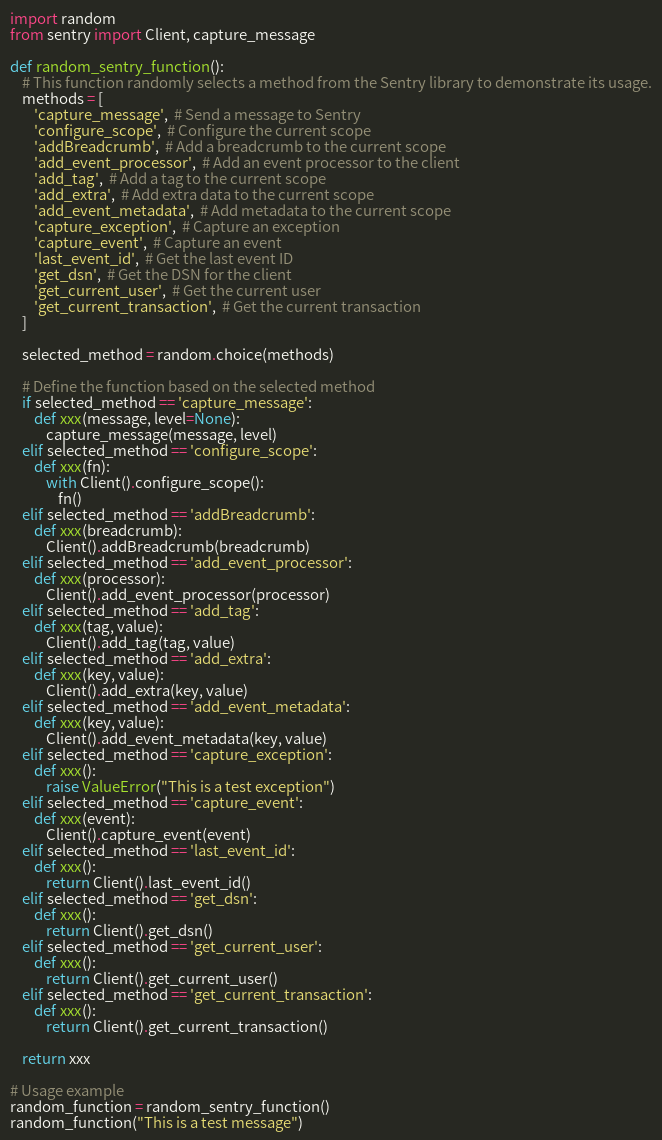 import random
from sentry import Client, capture_message

def random_sentry_function():
    # This function randomly selects a method from the Sentry library to demonstrate its usage.
    methods = [
        'capture_message',  # Send a message to Sentry
        'configure_scope',  # Configure the current scope
        'addBreadcrumb',  # Add a breadcrumb to the current scope
        'add_event_processor',  # Add an event processor to the client
        'add_tag',  # Add a tag to the current scope
        'add_extra',  # Add extra data to the current scope
        'add_event_metadata',  # Add metadata to the current scope
        'capture_exception',  # Capture an exception
        'capture_event',  # Capture an event
        'last_event_id',  # Get the last event ID
        'get_dsn',  # Get the DSN for the client
        'get_current_user',  # Get the current user
        'get_current_transaction',  # Get the current transaction
    ]

    selected_method = random.choice(methods)

    # Define the function based on the selected method
    if selected_method == 'capture_message':
        def xxx(message, level=None):
            capture_message(message, level)
    elif selected_method == 'configure_scope':
        def xxx(fn):
            with Client().configure_scope():
                fn()
    elif selected_method == 'addBreadcrumb':
        def xxx(breadcrumb):
            Client().addBreadcrumb(breadcrumb)
    elif selected_method == 'add_event_processor':
        def xxx(processor):
            Client().add_event_processor(processor)
    elif selected_method == 'add_tag':
        def xxx(tag, value):
            Client().add_tag(tag, value)
    elif selected_method == 'add_extra':
        def xxx(key, value):
            Client().add_extra(key, value)
    elif selected_method == 'add_event_metadata':
        def xxx(key, value):
            Client().add_event_metadata(key, value)
    elif selected_method == 'capture_exception':
        def xxx():
            raise ValueError("This is a test exception")
    elif selected_method == 'capture_event':
        def xxx(event):
            Client().capture_event(event)
    elif selected_method == 'last_event_id':
        def xxx():
            return Client().last_event_id()
    elif selected_method == 'get_dsn':
        def xxx():
            return Client().get_dsn()
    elif selected_method == 'get_current_user':
        def xxx():
            return Client().get_current_user()
    elif selected_method == 'get_current_transaction':
        def xxx():
            return Client().get_current_transaction()

    return xxx

# Usage example
random_function = random_sentry_function()
random_function("This is a test message")